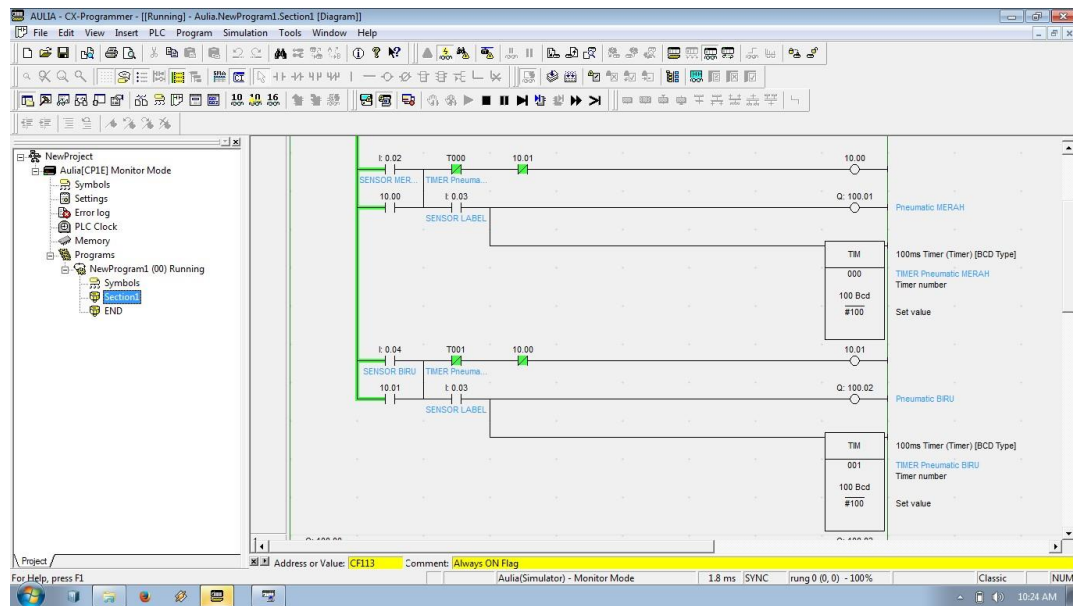 AULIA - CX-Programmer - [[Running] - Aulia.NewProgram1.Section1 [Diagram]]
File Edit View Insert PLC Program Simulation Tools Window Help
10 10 16
NewProject
Aulia[CP1E] Monitor Mode
Symbols
Settings
Error log
PLC Clock
Memory
Programs
NewProgram1 (00) Running
Symbols
Section1
END
Project
I: 0.02 T000 10.01 10.00
SENSOR MER... TIMER Pneuma...
10.00 I: 0.03 Q: 100.01
SENSOR LABEL
Pneumatic MERAH
TIM 100ms Timer (Timer) [BCD Type]
000 TIMER Pneumatic MERAH
Timer number
100 Bcd
#100 Set value
I: 0.04 T001 10.00 10.01
SENSOR BIRU TIMER Pneuma...
10.01 I: 0.03 Q: 100.02
SENSOR LABEL
Pneumatic BIRU
TIM 100ms Timer (Timer) [BCD Type]
001 TIMER Pneumatic BIRU
Timer number
100 Bcd
#100 Set value
Address or Value: CF113 Comment: Always ON Flag
For Help, press F1 Aulia(Simulator) - Monitor Mode 1.8 ms SYNC rung 0 (0, 0) - 100% Classic NUM
10:24 AM